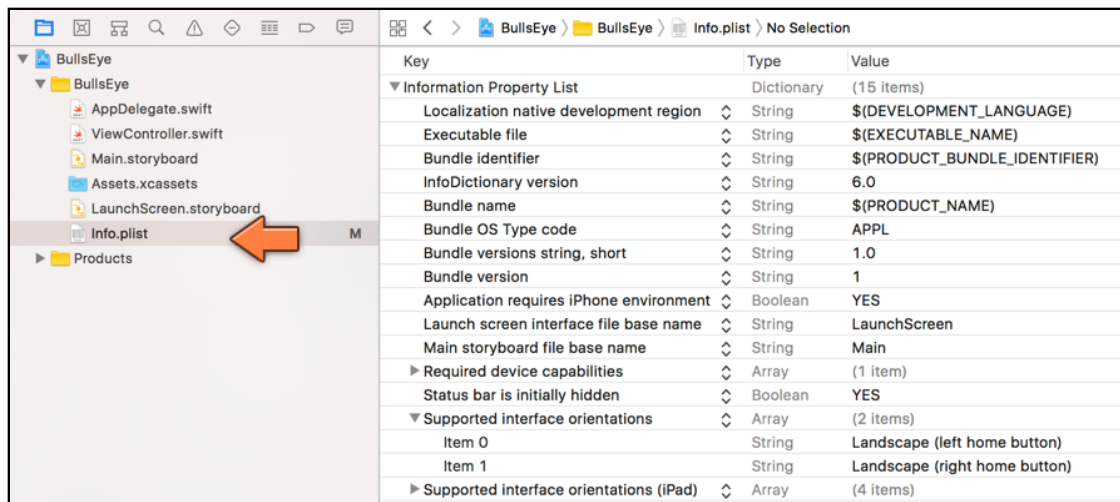 BullsEye
BullsEye
AppDelegate.swift
ViewController.swift
Main.storyboard
Assets.xcassets
LaunchScreen.storyboard
Info.plist M
Products
BullsEye BullsEye Info.plist No Selection
Key Type Value
Information Property List Dictionary (15 items)
Localization native development region String $(DEVELOPMENT_LANGUAGE)
Executable file String $(EXECUTABLE_NAME)
Bundle identifier String $(PRODUCT_BUNDLE_IDENTIFIER)
InfoDictionary version String 6.0
Bundle name String $(PRODUCT_NAME)
Bundle OS Type code String APPL
Bundle versions string, short String 1.0
Bundle version String 1
Application requires iPhone environment Boolean YES
Launch screen interface file base name String LaunchScreen
Main storyboard file base name String Main
Required device capabilities Array (1 item)
Status bar is initially hidden Boolean YES
Supported interface orientations Array (2 items)
Item 0 String Landscape (left home button)
Item 1 String Landscape (right home button)
Supported interface orientations (iPad) Array (4 items)